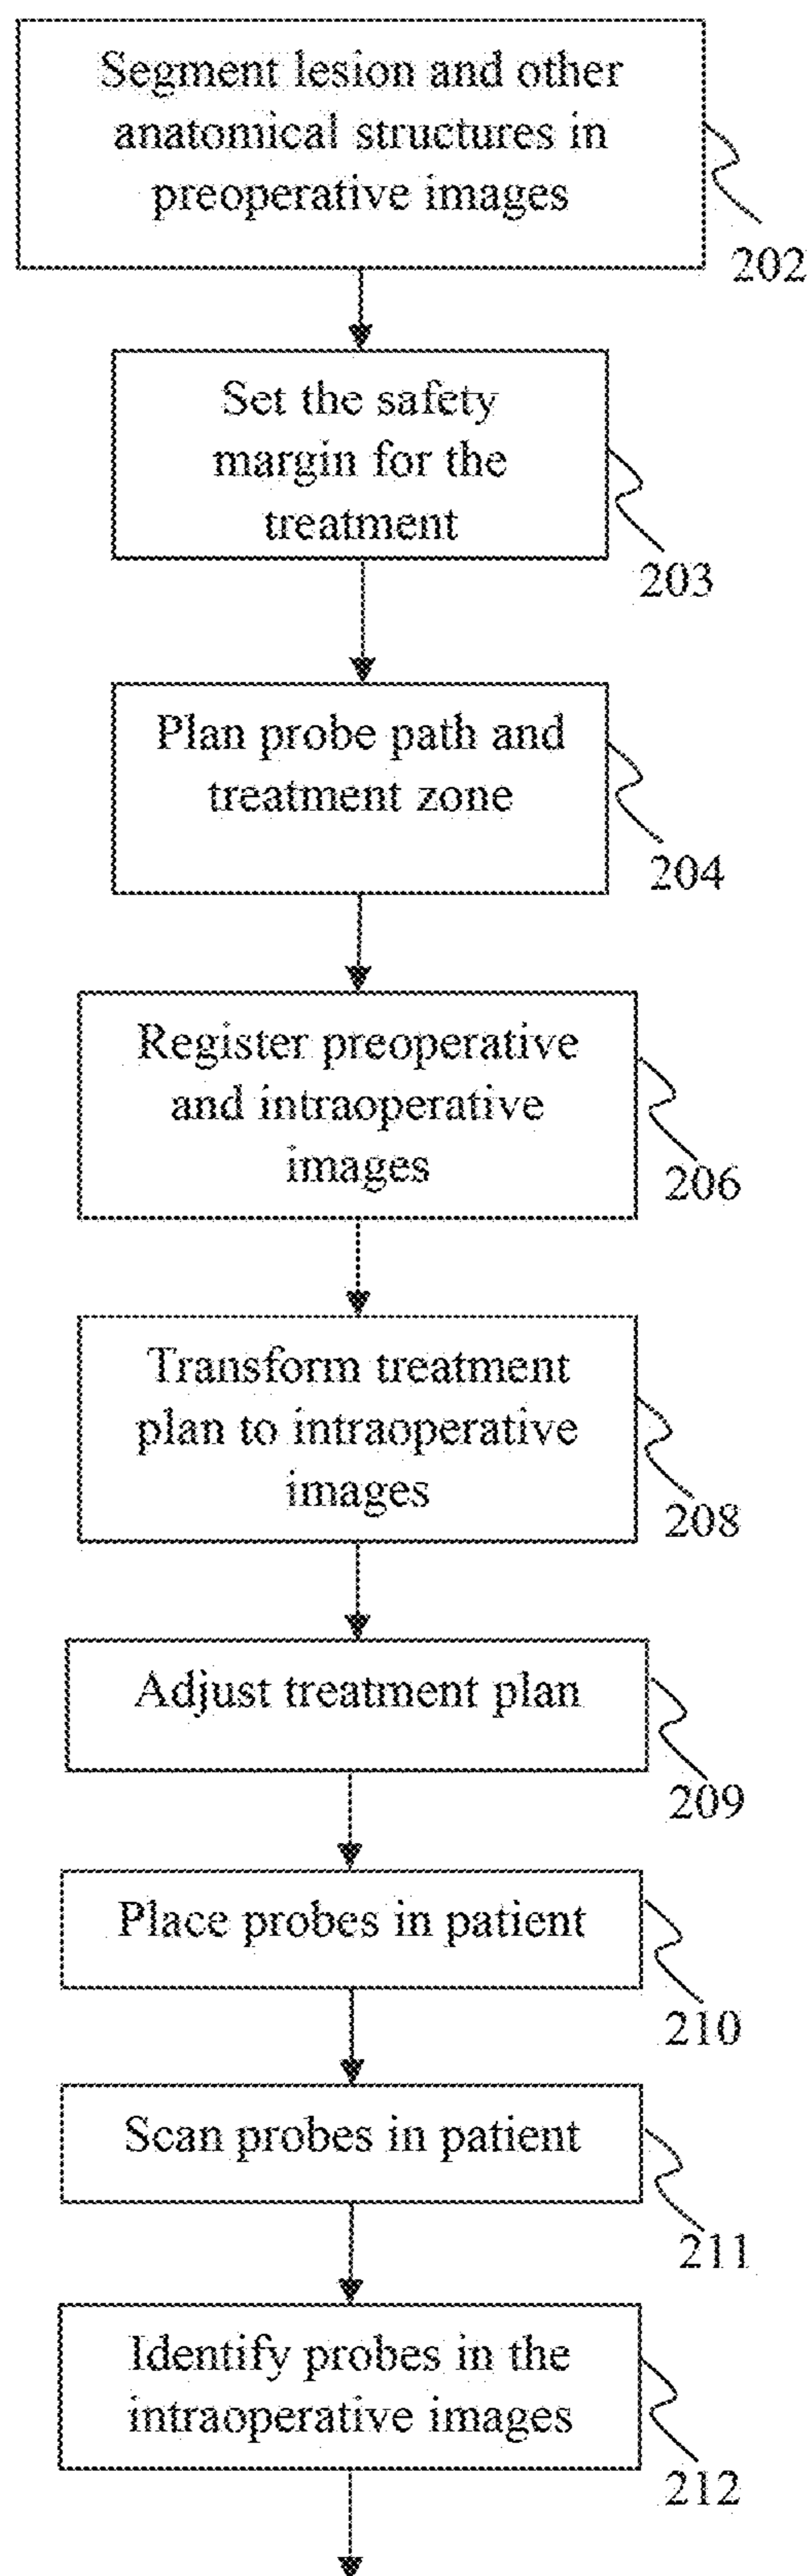 Segment lesion and other
anatomical structures in
preoperative images
202
Set the safety
margin for the
treatment
203
Plan probe path and
treatment zone
204
Register preoperative
and intraoperative
images
206
Transform treatment
plan to intraoperative
images
208
Adjust treatment plan
209
Place probes in patient
210
Scan probes in patient
211
Identify probes in the
intraoperative images
212